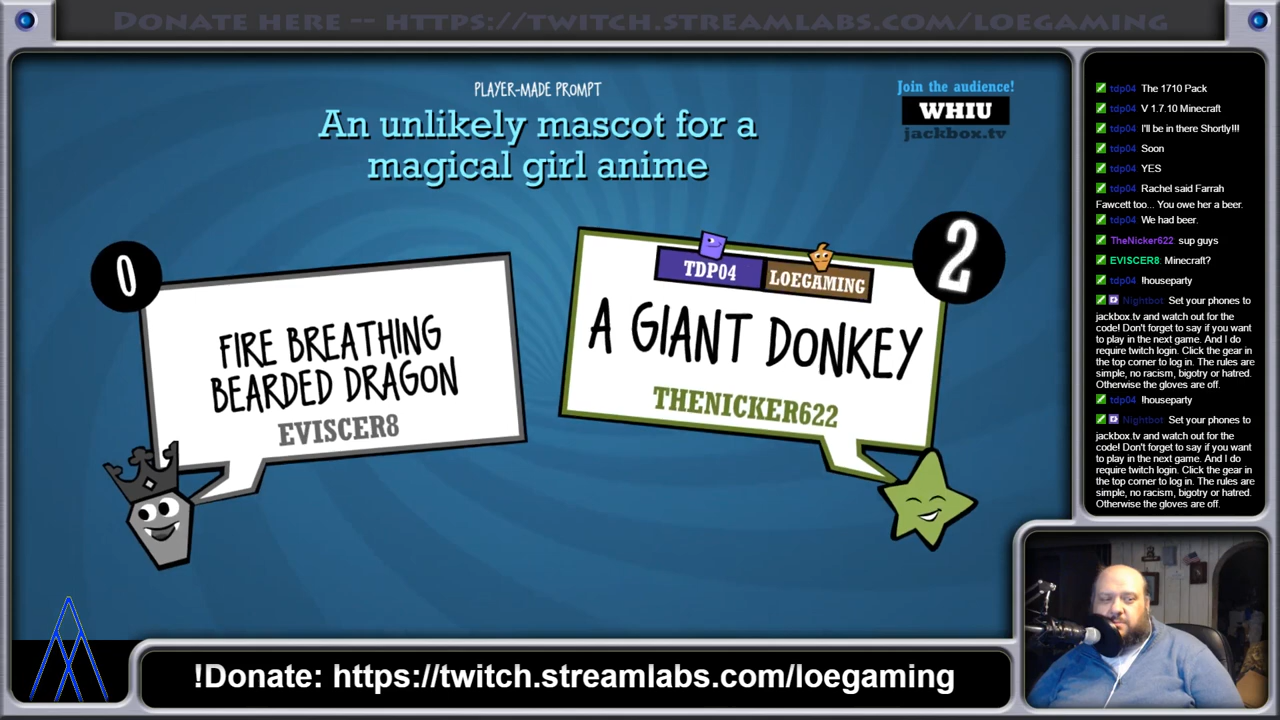 Donate here -- https://twitch.streamlabs.com/loegaming
PLAYER-MADE PROMPT
An unlikely mascot for a
magical girl anime
Join the audience!
WHIU
jackbox.tv
0
FIRE BREATHING
BEARDED DRAGON
EVISCER8
2
TDP04
LOEGAMING
A GIANT DONKEY
THENICKER622
tdp04 The 1710 Pack
tdp04 V 1.7.10 Minecraft
tdp04 I'll be in there Shortly!!!
tdp04 Soon
tdp04 YES
tdp04 Rachel said Farrah
Fawcett too... You owe her a beer.
tdp04 We had beer.
TheNicker622 sup guys
EVISCER8: Minecraft?
tdp04 !houseparty
Nightbot Set your phones to
jackbox.tv and watch out for the
code! Don't forget to say if you want
to play in the next game. And I do
require twitch login. Click the gear in
the top corner to log in. The rules are
simple, no racism, bigotry or hatred.
Otherwise the gloves are off.
tdp04 !houseparty
Nightbot Set your phones to
jackbox.tv and watch out for the
code! Don't forget to say if you want
to play in the next game. And I do
require twitch login. Click the gear in
the top corner to log in. The rules are
simple, no racism, bigotry or hatred.
Otherwise the gloves are off.
!Donate: https://twitch.streamlabs.com/loegaming